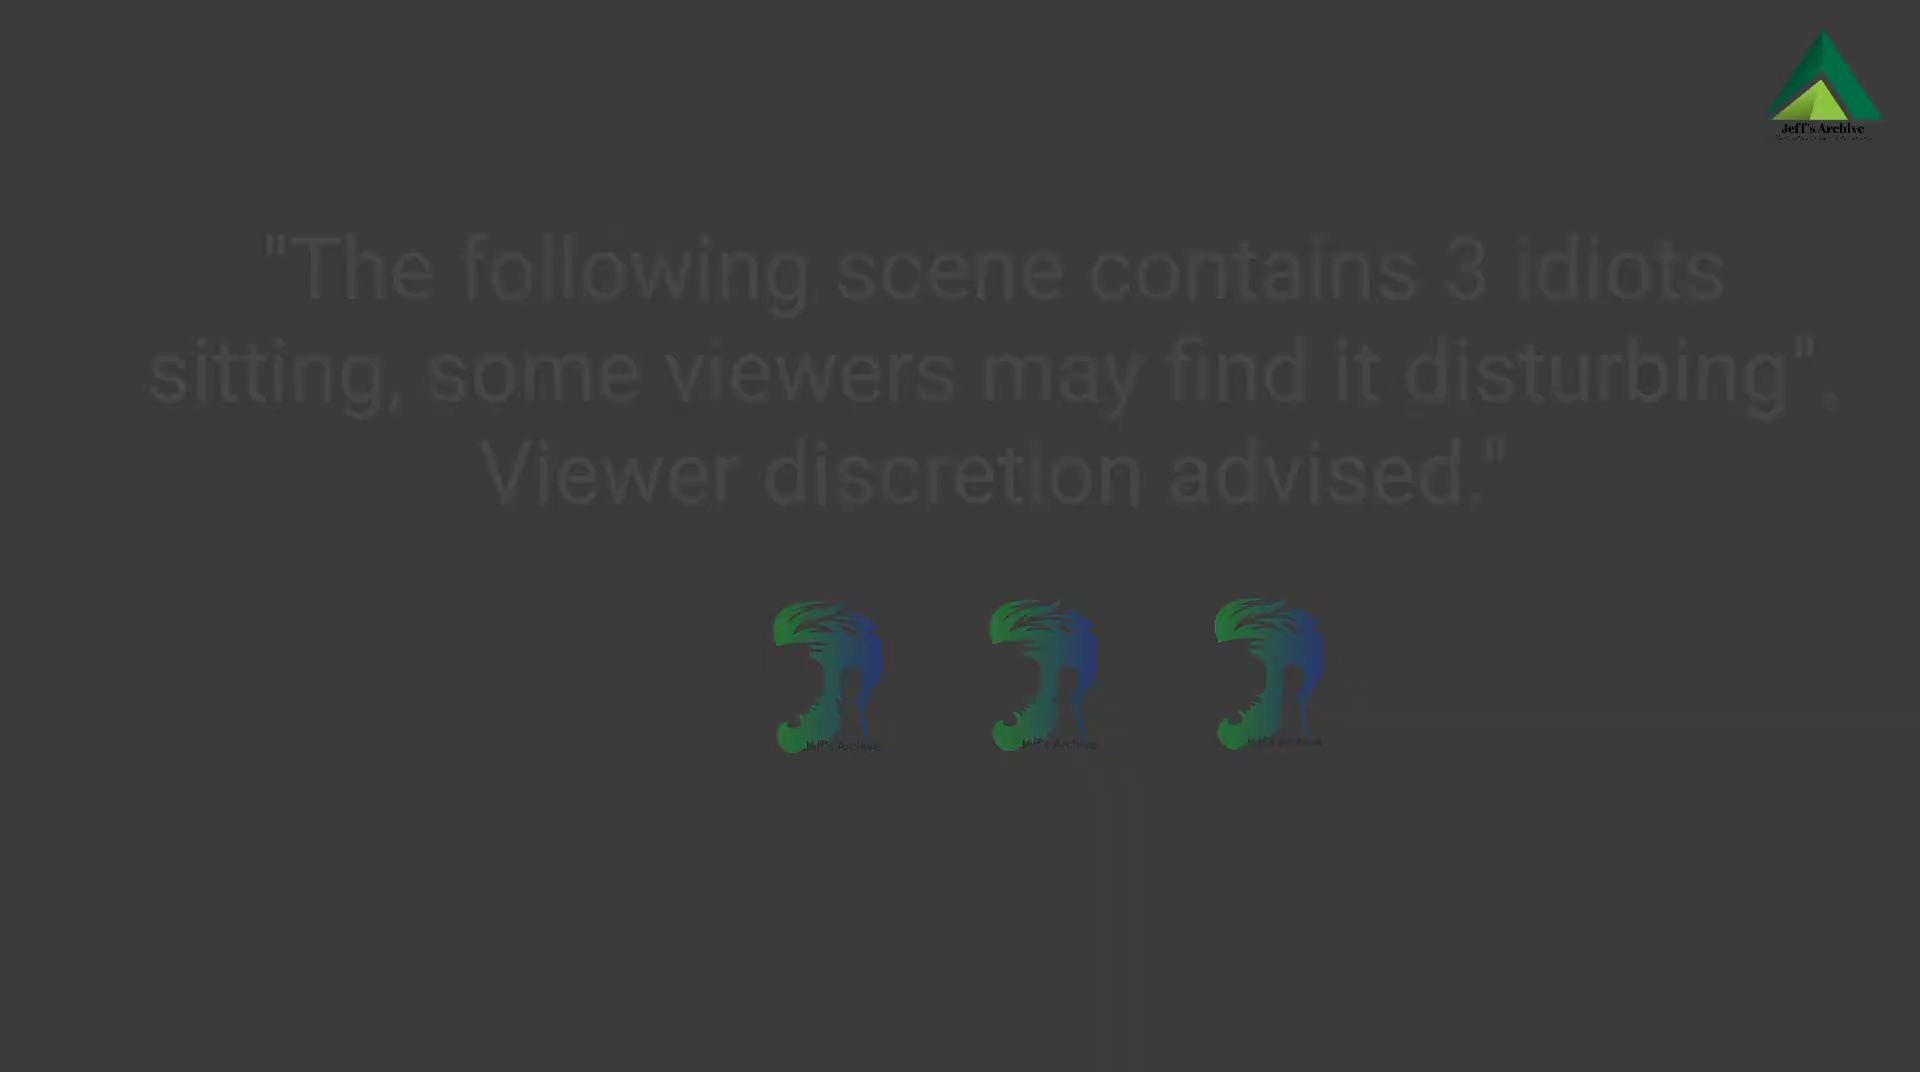 Jeff's Archive
"The following scene contains 3 idiots
sitting, some viewers may find it disturbing".
Viewer discretion advised."
Jeff's Archive
Jeff's Archive
Jeff's Archive